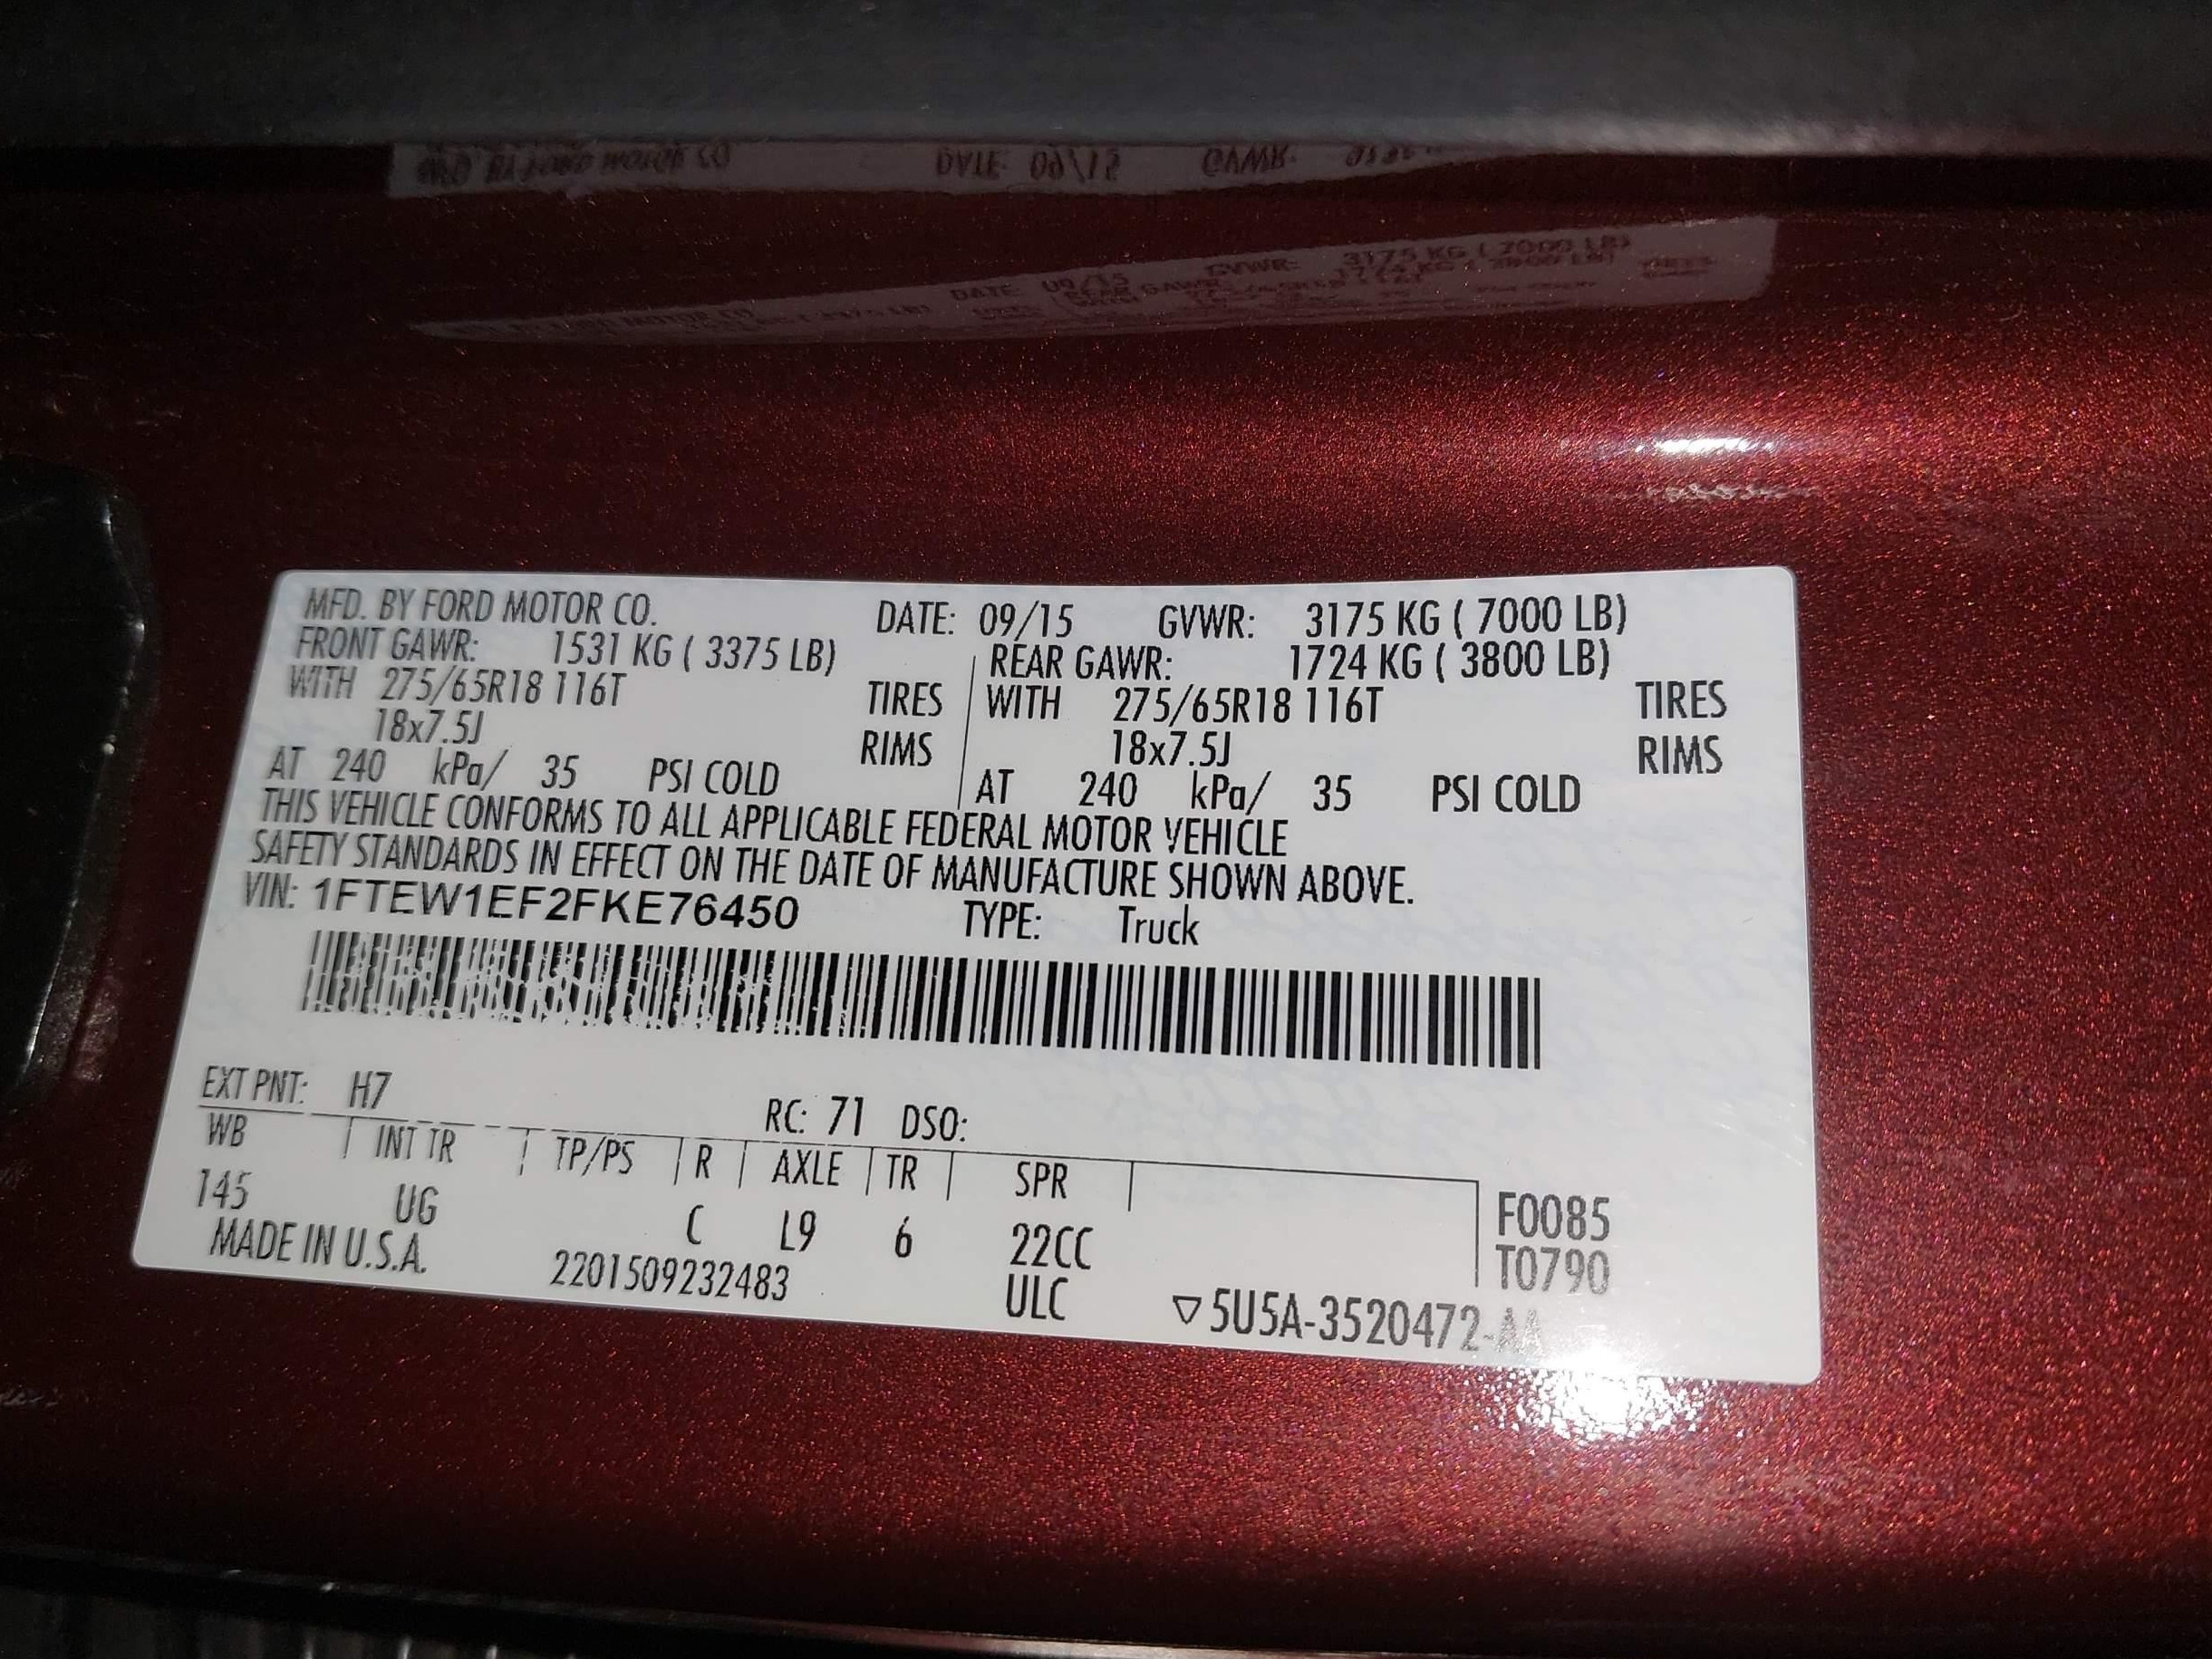 MFD. BY FORD MOTOR CO. DATE: 09/15 GVWR: 3175 KG ( 7000 LB)
FRONT GAWR: 1531 KG ( 3375 LB) REAR GAWR: 1724 KG ( 3800 LB)
WITH 275/65R18 116T TIRES WITH 275/65R18 116T TIRES
18x7.5J RIMS 18x7.5J RIMS
AT 240 kPa/ 35 PSI COLD AT 240 kPa/ 35 PSI COLD
THIS VEHICLE CONFORMS TO ALL APPLICABLE FEDERAL MOTOR VEHICLE
SAFETY STANDARDS IN EFFECT ON THE DATE OF MANUFACTURE SHOWN ABOVE.
VIN: 1FTEW1EF2FKE76450 TYPE: Truck
EXT PNT: H7 RC: 71 DSO:
WB INT TR TP/PS R AXLE TR SPR
145 UG C L9 6 22CC F0085
MADE IN U.S.A. 2201509232483 ULC T0790
▽5U5A-3520472-AA